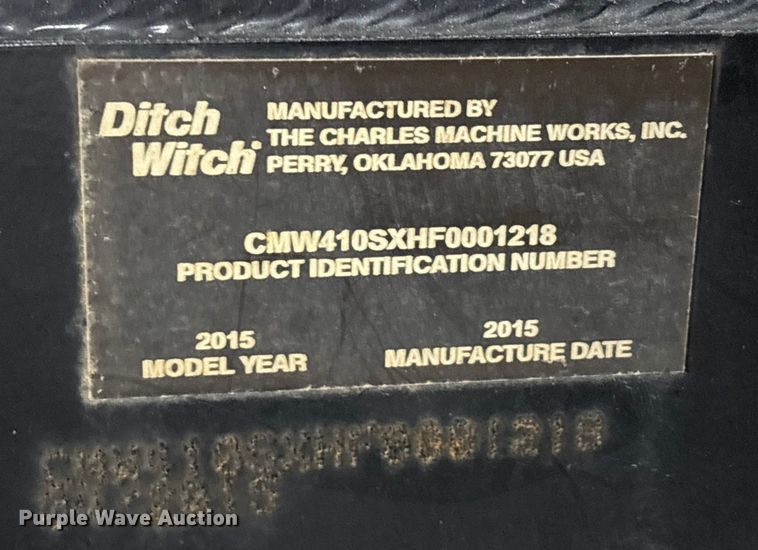 Ditch
Witch®
MANUFACTURED BY
THE CHARLES MACHINE WORKS, INC.
PERRY, OKLAHOMA 73077 USA
CMW410SXHF0001218
PRODUCT IDENTIFICATION NUMBER
2015
MODEL YEAR
2015
MANUFACTURE DATE
CMW410SXHF0001218
Purple Wave Auction